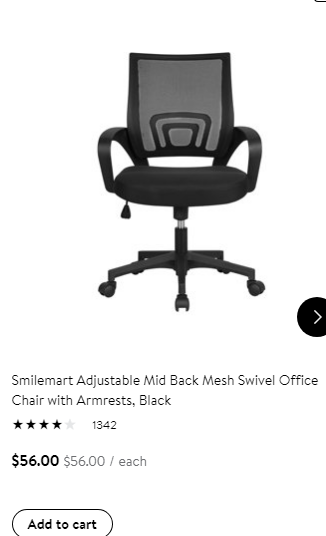 Smilemart Adjustable Mid Back Mesh Swivel Office
Chair with Armrests, Black
1342
$56.00 $56.00 / each
Add to cart